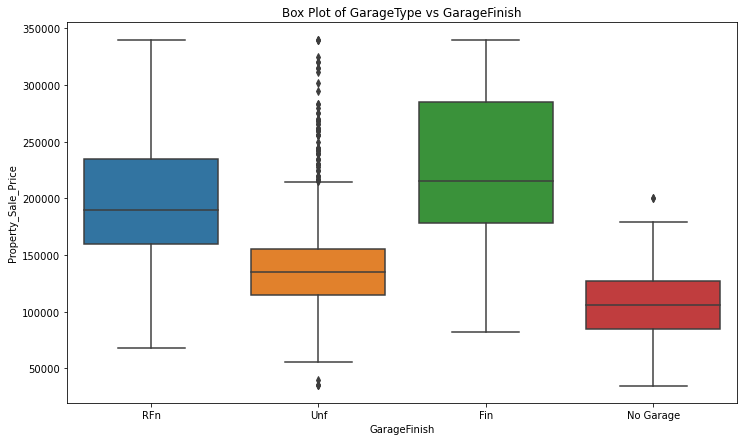 Box Plot of GarageType vs GarageFinish
350000
300000
250000
200000
150000
100000
50000
Property_Sale_Price
RFn
Unf
Fin
No Garage
GarageFinish